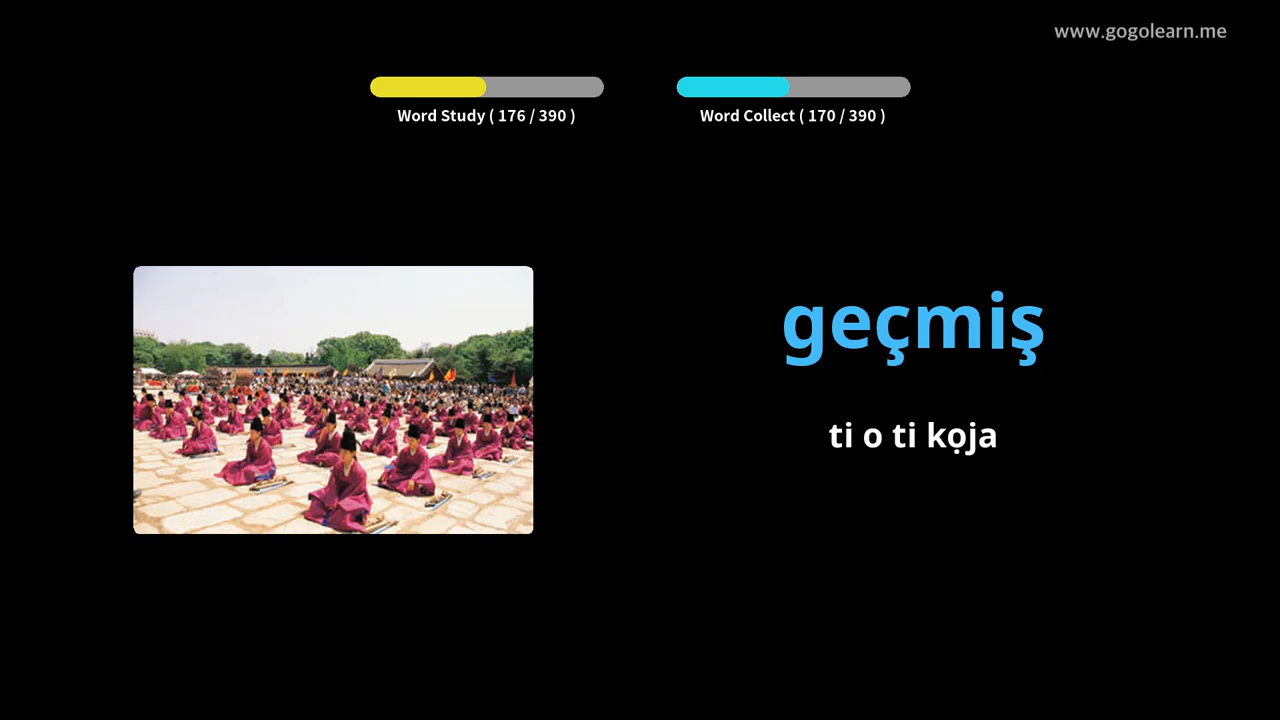 www.gogolearn.me
Word Study ( 176 / 390 )
Word Collect ( 170 / 390 )
geçmiş
ti o ti kọja